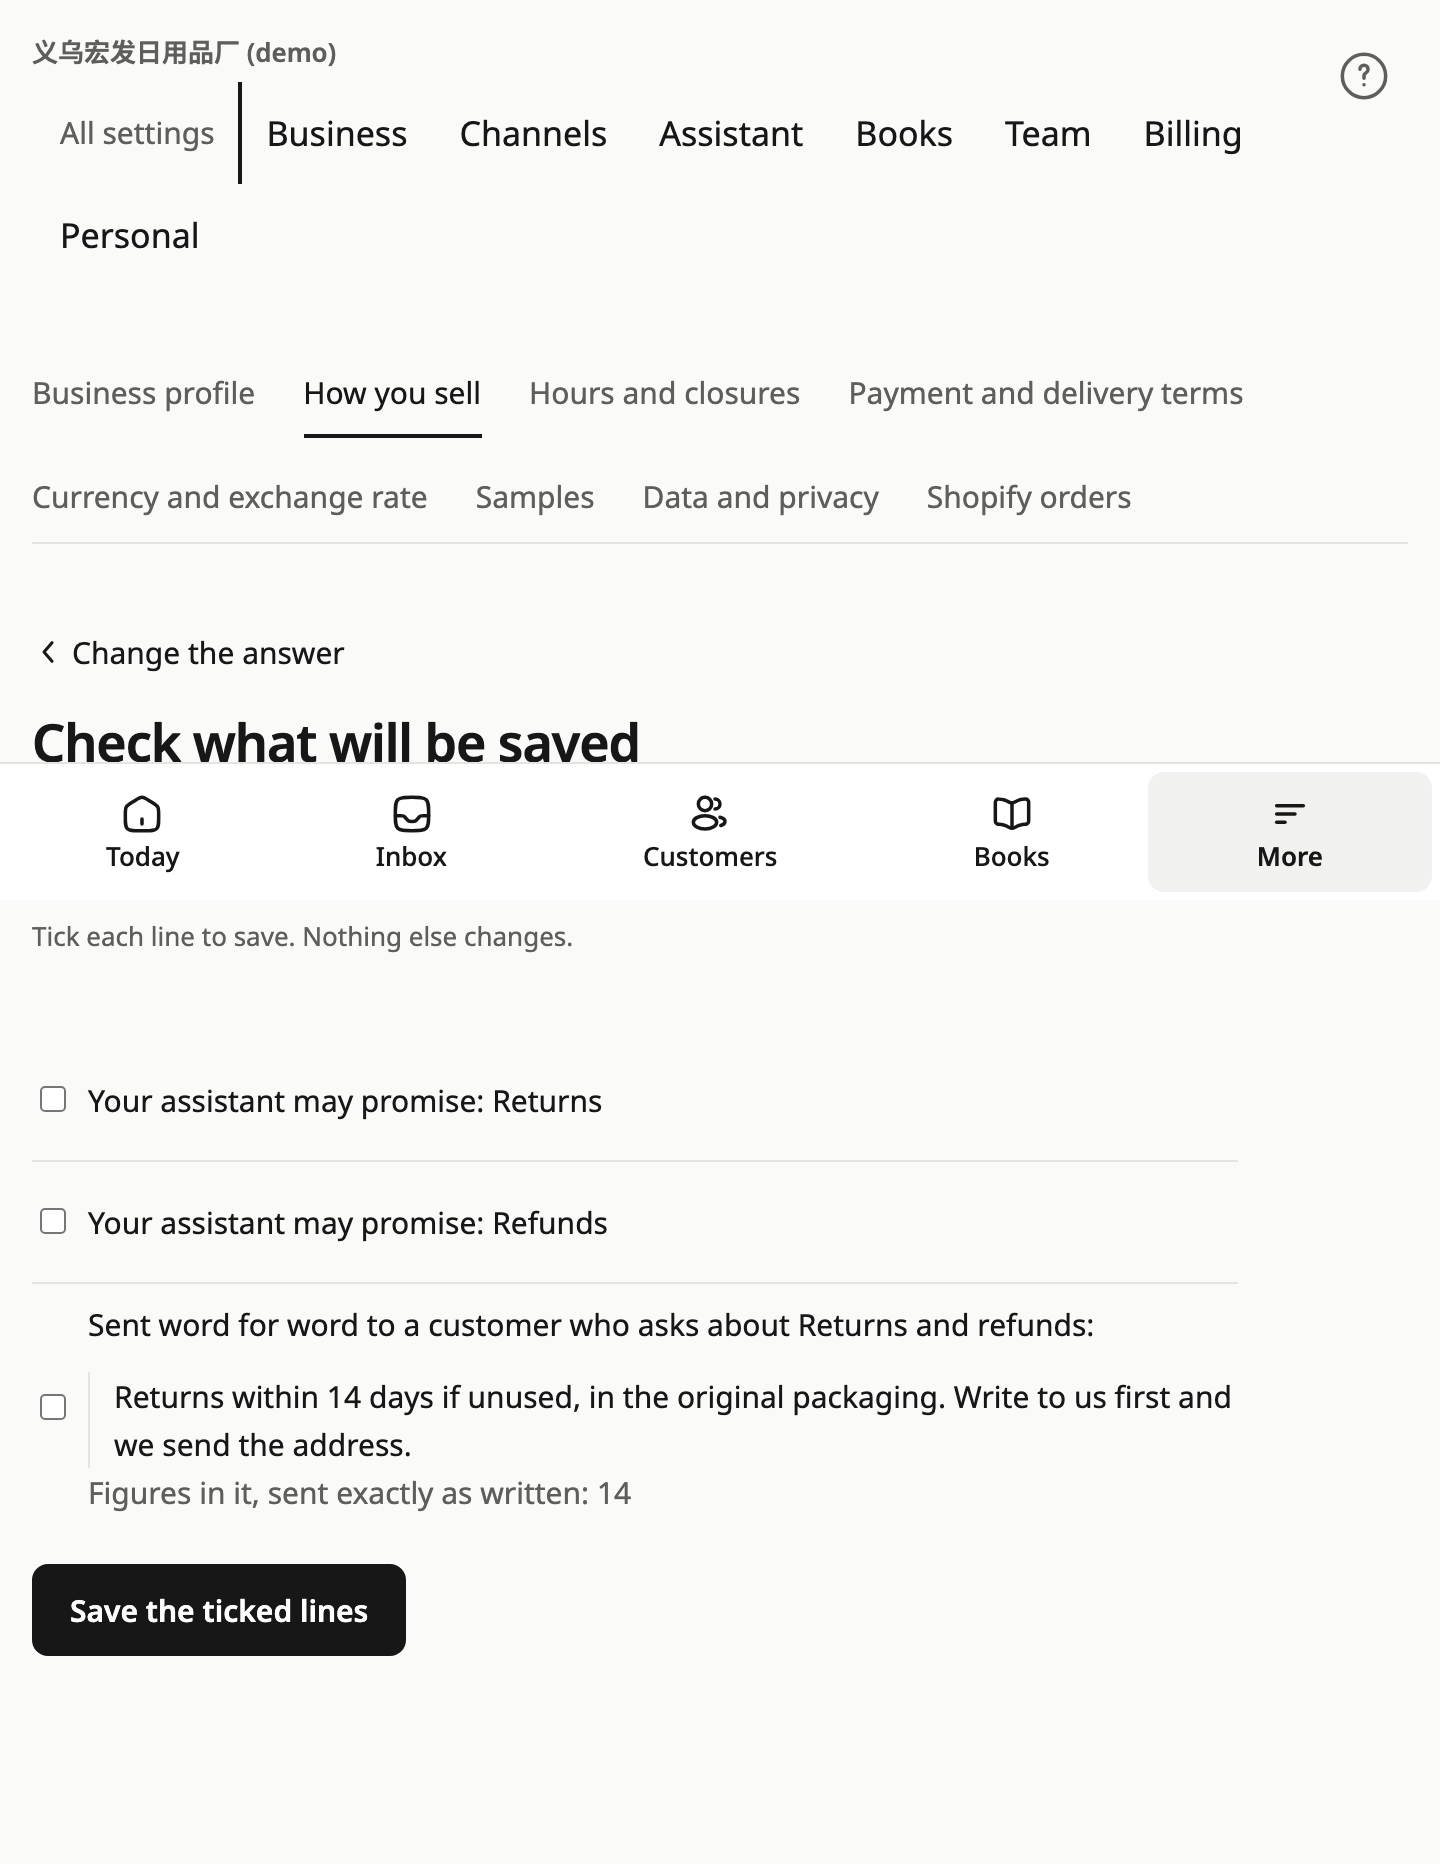 义乌宏发日用品厂 (demo)
All settings
Business
Channels
Assistant
Books
Team
Billing
Personal
Business profile
How you sell
Hours and closures
Payment and delivery terms
Currency and exchange rate
Samples
Data and privacy
Shopify orders
Change the answer
Check what will be saved
Today
Inbox
Customers
Books
More
Tick each line to save. Nothing else changes.
Your assistant may promise: Returns
Your assistant may promise: Refunds
Sent word for word to a customer who asks about Returns and refunds:
Returns within 14 days if unused, in the original packaging. Write to us first and
we send the address.
Figures in it, sent exactly as written: 14
Save the ticked lines